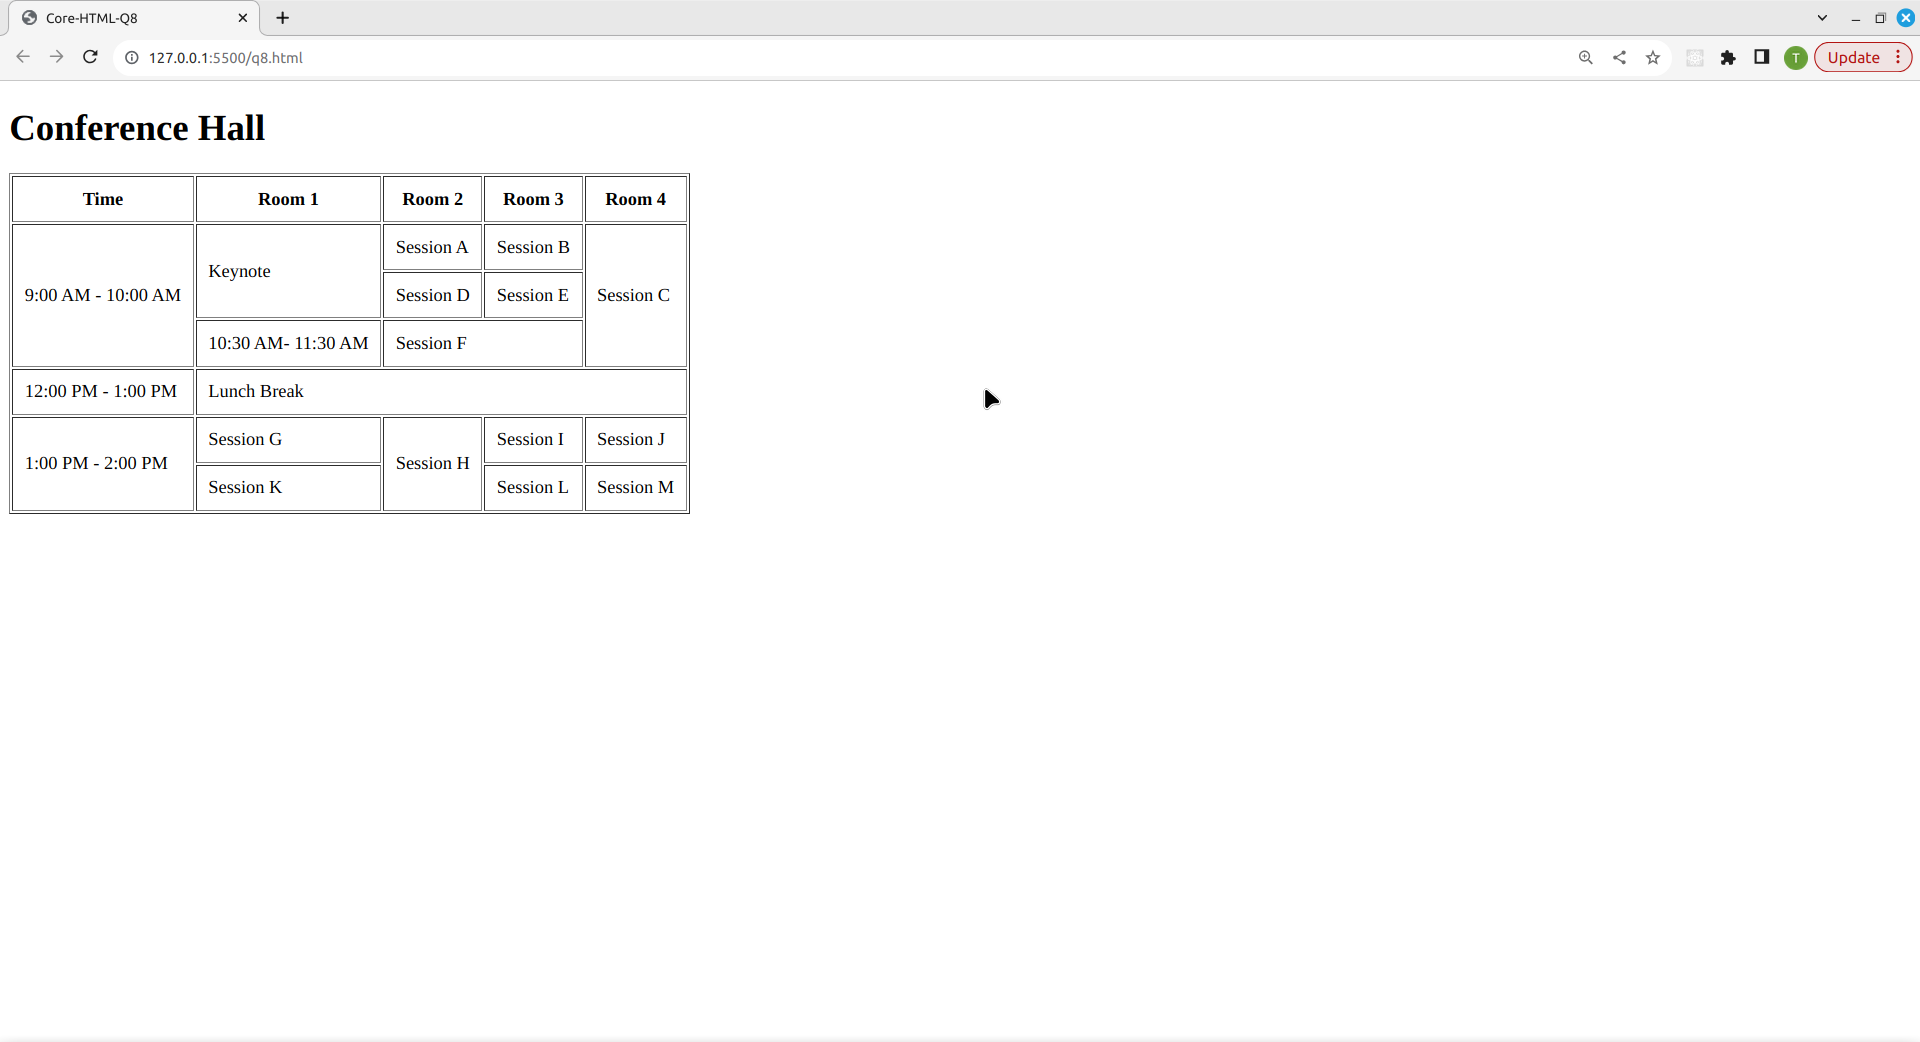 Core-HTML-Q8
127.0.0.1:5500/q8.html
T
Update
Conference Hall
Time Room 1 Room 2 Room 3 Room 4
9:00 AM - 10:00 AM Keynote Session A Session B Session C
Session D Session E
10:30 AM- 11:30 AM Session F
12:00 PM - 1:00 PM Lunch Break
1:00 PM - 2:00 PM Session G Session H Session I Session J
Session K Session L Session M